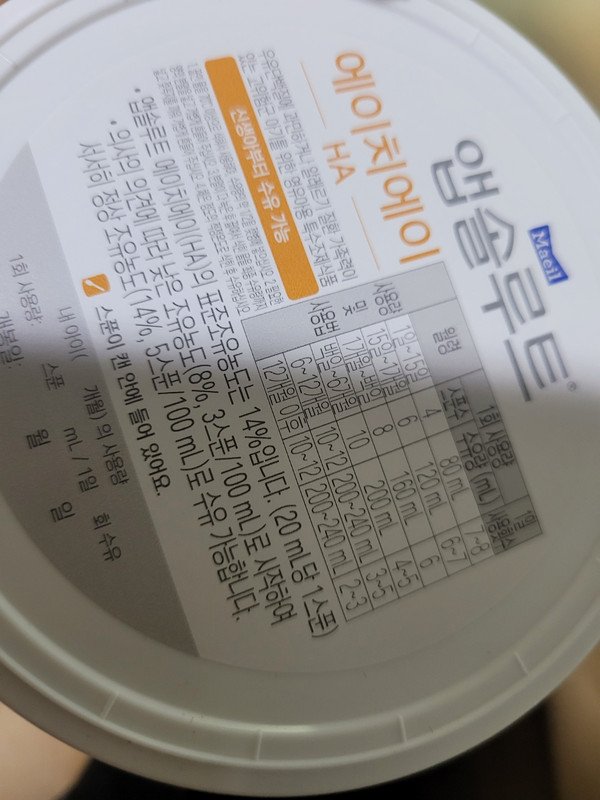 Maeil
앱솔루트®
에이치에이
HA
신생아부터 수유 가능
월령 1회 사용량 1일 수유횟수
스푼수 수유량 (mL)
사용량 및 사용법
1일~15일 4 80 mL 7~8
15일~1개월 6 120 mL 6~7
8 160 mL 6
10 200 mL 4~5
10~12 200~240 mL 3~5
6~12개월 10~12 200~240 mL 2~3
12개월 이후
• 앱솔루트 에이치에이(HA)의 표준조유농도는 14%입니다. (20 mL당 1스푼)
• 의사의 의견에 따라 낮은 조유농도(8%, 3스푼/100 mL)로 시작하여
서서히 정상 조유농도(14%, 5스푼/100 mL)로 수유 가능합니다.
스푼이 캔 안에 들어 있어요.
내 아이( 개월)의 사용량
1회 사용량 스푼 mL / 1일 회 수유
개봉일: 월 일